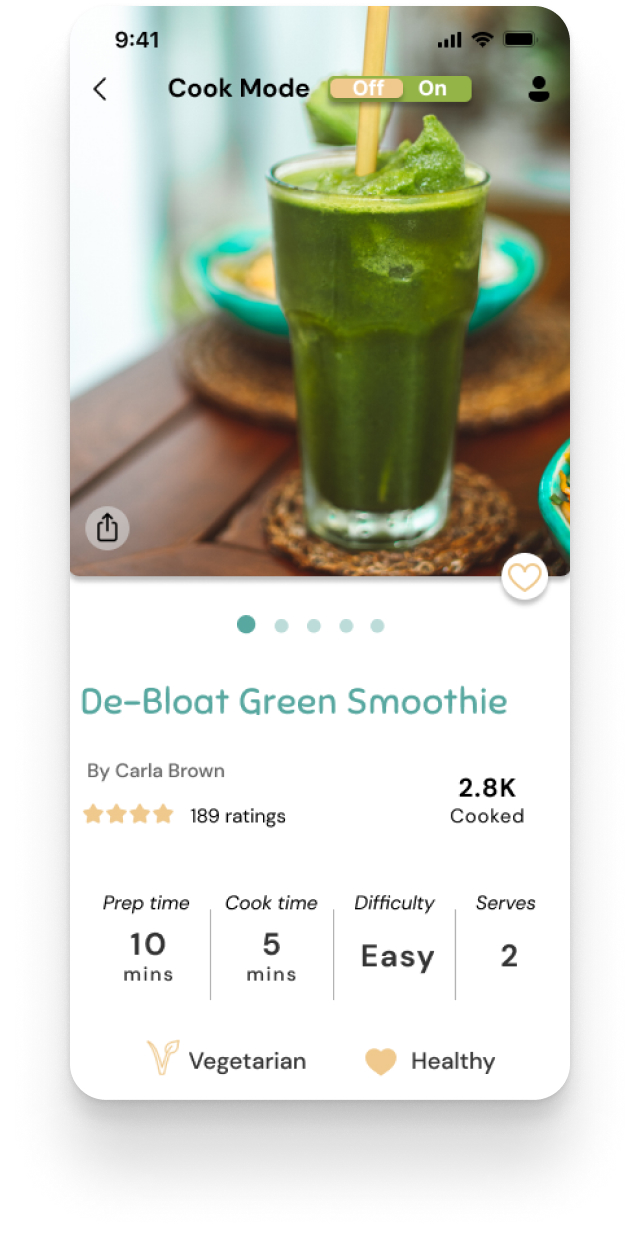 9:41
Cook Mode Off On
De-Bloat Green Smoothie
By Carla Brown
189 ratings
2.8K
Cooked
Prep time Cook time Difficulty Serves
10 5 Easy 2
mins mins
Vegetarian Healthy